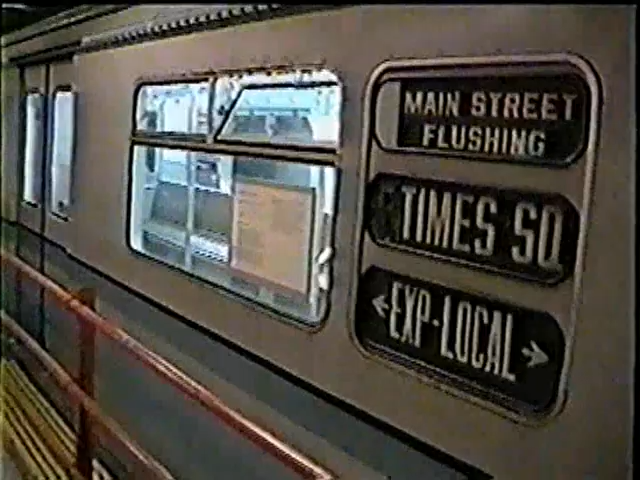 MAIN STREET
FLUSHING
TIMES SQ
←EXP-LOCAL→